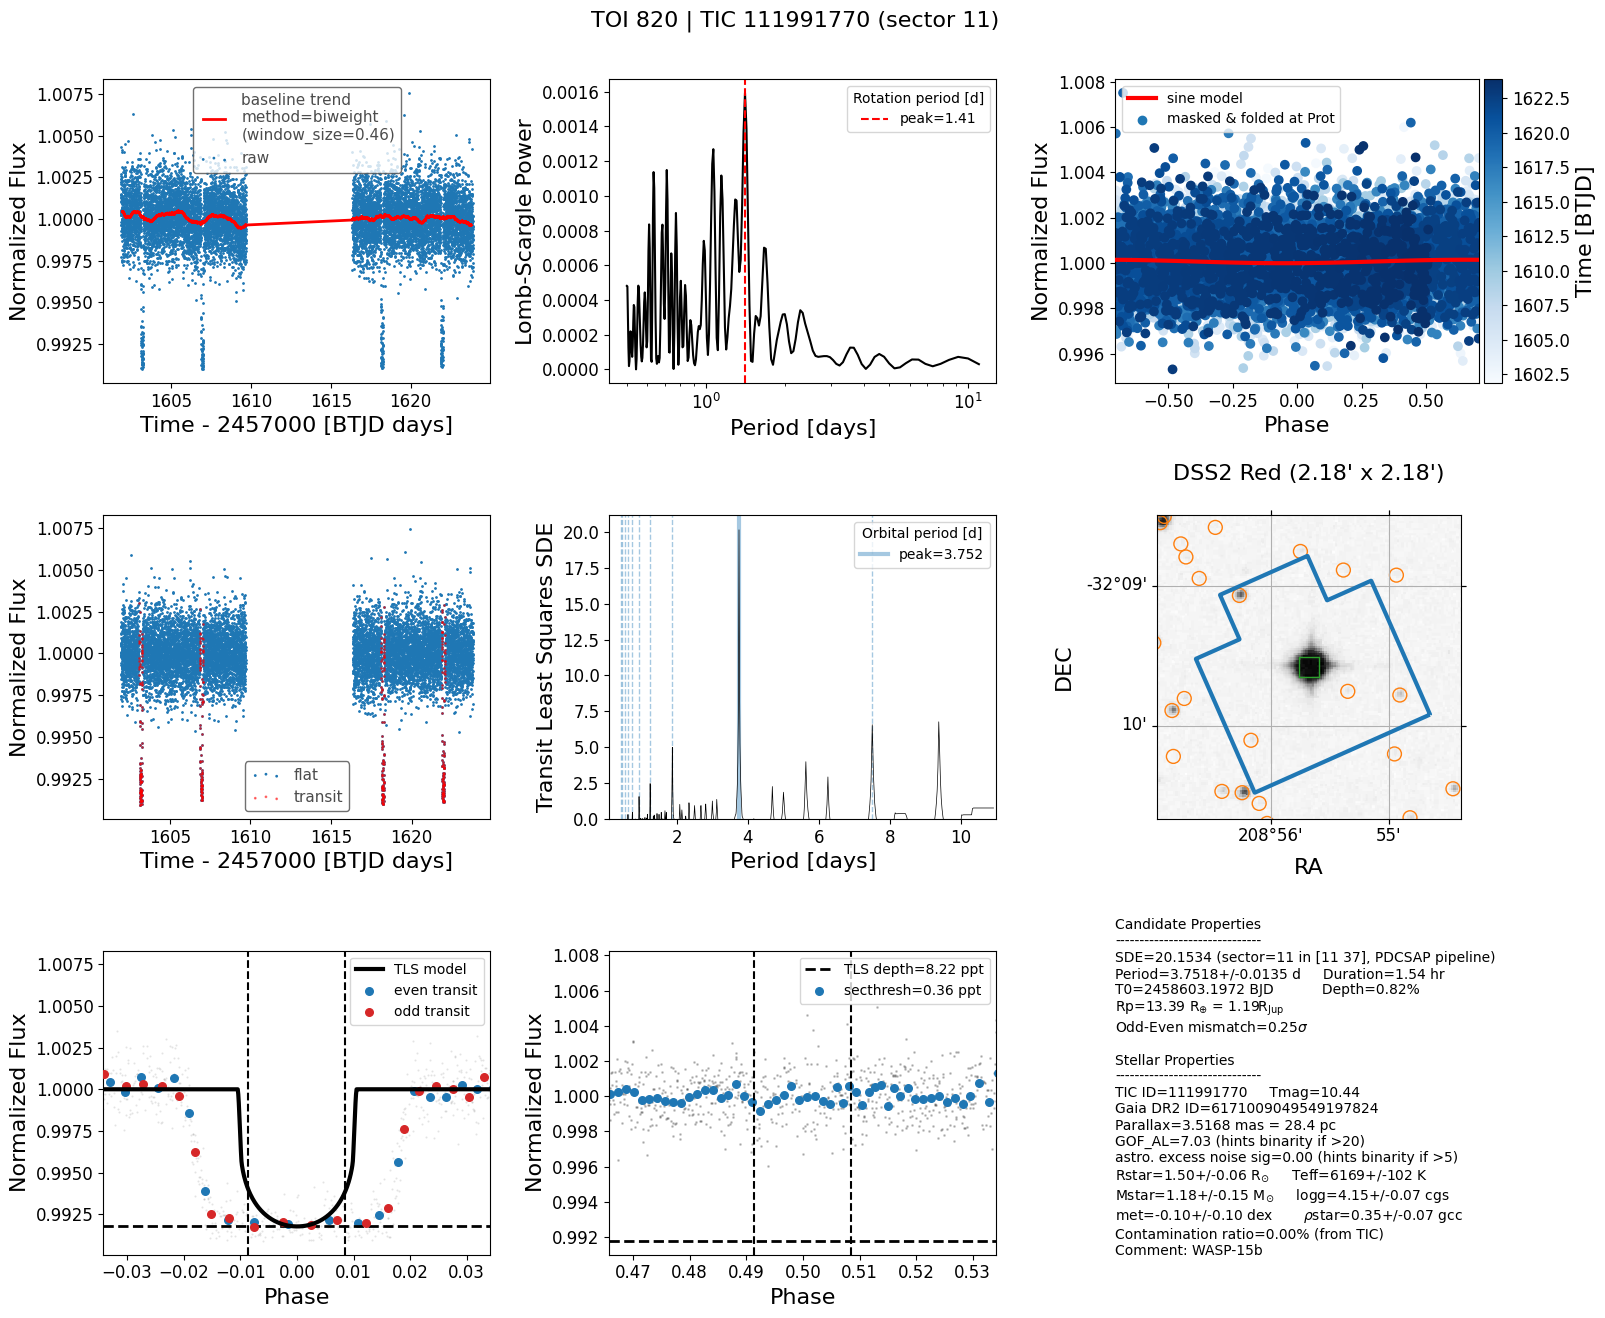 TOI 820 | TIC 111991770 (sector 11)
Normalized Flux
1.0075
1.0050
1.0025
1.0000
0.9975
0.9950
0.9925
baseline trend
method=biweight
(window_size=0.46)
raw
1605
1610
1615
1620
Time - 2457000 [BTJD days]
Lomb-Scargle Power
0.0016
0.0014
0.0012
0.0010
0.0008
0.0006
0.0004
0.0002
0.0000
Rotation period [d]
peak=1.41
10⁰
10¹
Period [days]
Normalized Flux
1.008
1.006
1.004
1.002
1.000
0.998
0.996
sine model
masked & folded at Prot
−0.50
−0.25
0.00
0.25
0.50
Phase
1622.5
1620.0
1617.5
1615.0
1612.5
1610.0
1607.5
1605.0
1602.5
Time [BTJD]
Normalized Flux
1.0075
1.0050
1.0025
1.0000
0.9975
0.9950
0.9925
flat
transit
1605
1610
1615
1620
Time - 2457000 [BTJD days]
Transit Least Squares SDE
20.0
17.5
15.0
12.5
10.0
7.5
5.0
2.5
0.0
Orbital period [d]
peak=3.752
2
4
6
8
10
Period [days]
DSS2 Red (2.18' x 2.18')
DEC
-32°09'
10'
208°56'
55'
RA
Normalized Flux
1.0075
1.0050
1.0025
1.0000
0.9975
0.9950
0.9925
TLS model
even transit
odd transit
−0.03
−0.02
−0.01
0.00
0.01
0.02
0.03
Phase
Normalized Flux
1.008
1.006
1.004
1.002
1.000
0.998
0.996
0.994
0.992
TLS depth=8.22 ppt
secthresh=0.36 ppt
0.47
0.48
0.49
0.50
0.51
0.52
0.53
Phase
Candidate Properties
------------------------------
SDE=20.1534 (sector=11 in [11 37], PDCSAP pipeline)
Period=3.7518+/-0.0135 d Duration=1.54 hr
T0=2458603.1972 BJD Depth=0.82%
Rp=13.39 R⊕ = 1.19RJup
Odd-Even mismatch=0.25σ
Stellar Properties
------------------------------
TIC ID=111991770 Tmag=10.44
Gaia DR2 ID=6171009049549197824
Parallax=3.5168 mas = 28.4 pc
GOF_AL=7.03 (hints binarity if >20)
astro. excess noise sig=0.00 (hints binarity if >5)
Rstar=1.50+/-0.06 R⊙ Teff=6169+/-102 K
Mstar=1.18+/-0.15 M⊙ logg=4.15+/-0.07 cgs
met=-0.10+/-0.10 dex ρstar=0.35+/-0.07 gcc
Contamination ratio=0.00% (from TIC)
Comment: WASP-15b